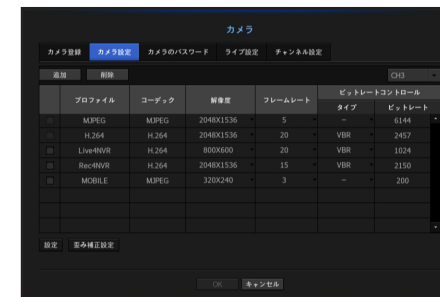 カメラ
カメラ登録 カメラ設定 カメラのパスワード ライブ設定 チャンネル設定
追加 削除 CH3
プロファイル コーデック 解像度 フレームレート ビットレートコントロール
タイプ ビットレート
MJPEG MJPEG 2048X1536 5 – 6144
H.264 H.264 2048X1536 20 VBR 2457
Live4NVR H.264 800X600 20 VBR 1024
Rec4NVR H.264 2048X1536 15 VBR 2150
MOBILE MJPEG 320X240 3 – 200
設定 歪み補正設定
OK キャンセル